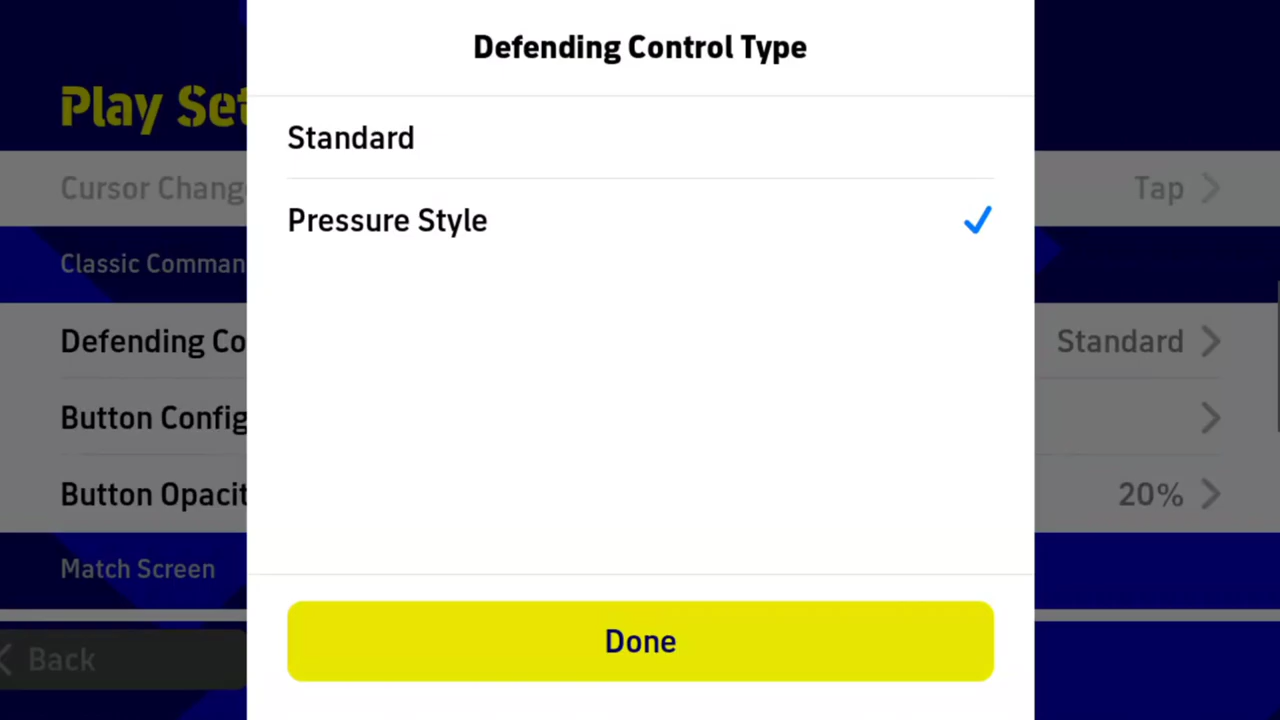 Defending Control Type
Play Set
Standard
Cursor Change
Tap
Pressure Style
Classic Comman
Defending Co
Standard
Button Config
Button Opacit
20%
Match Screen
Done
Back